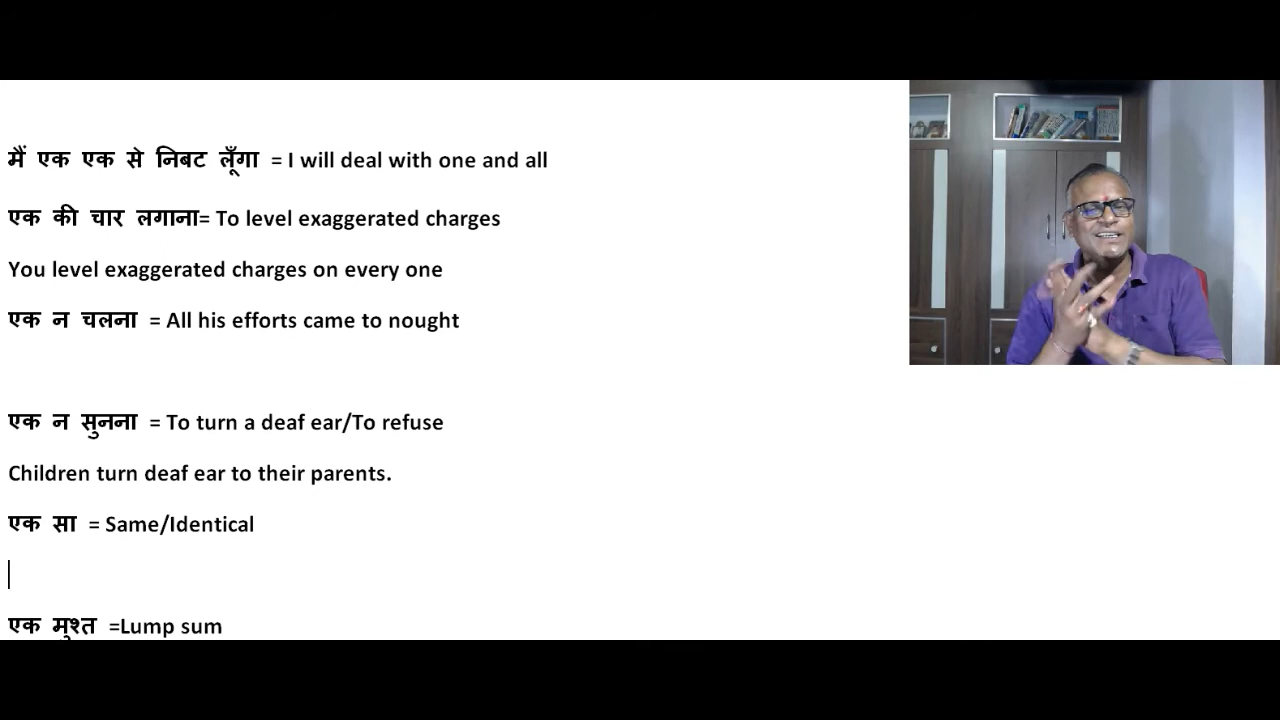 मैं एक एक से निबट लूँगा = I will deal with one and all
एक की चार लगाना= To level exaggerated charges
You level exaggerated charges on every one
एक न चलना = All his efforts came to nought
एक न सुनना = To turn a deaf ear/To refuse
Children turn deaf ear to their parents.
एक सा = Same/Identical
एक मुश्त =Lump sum